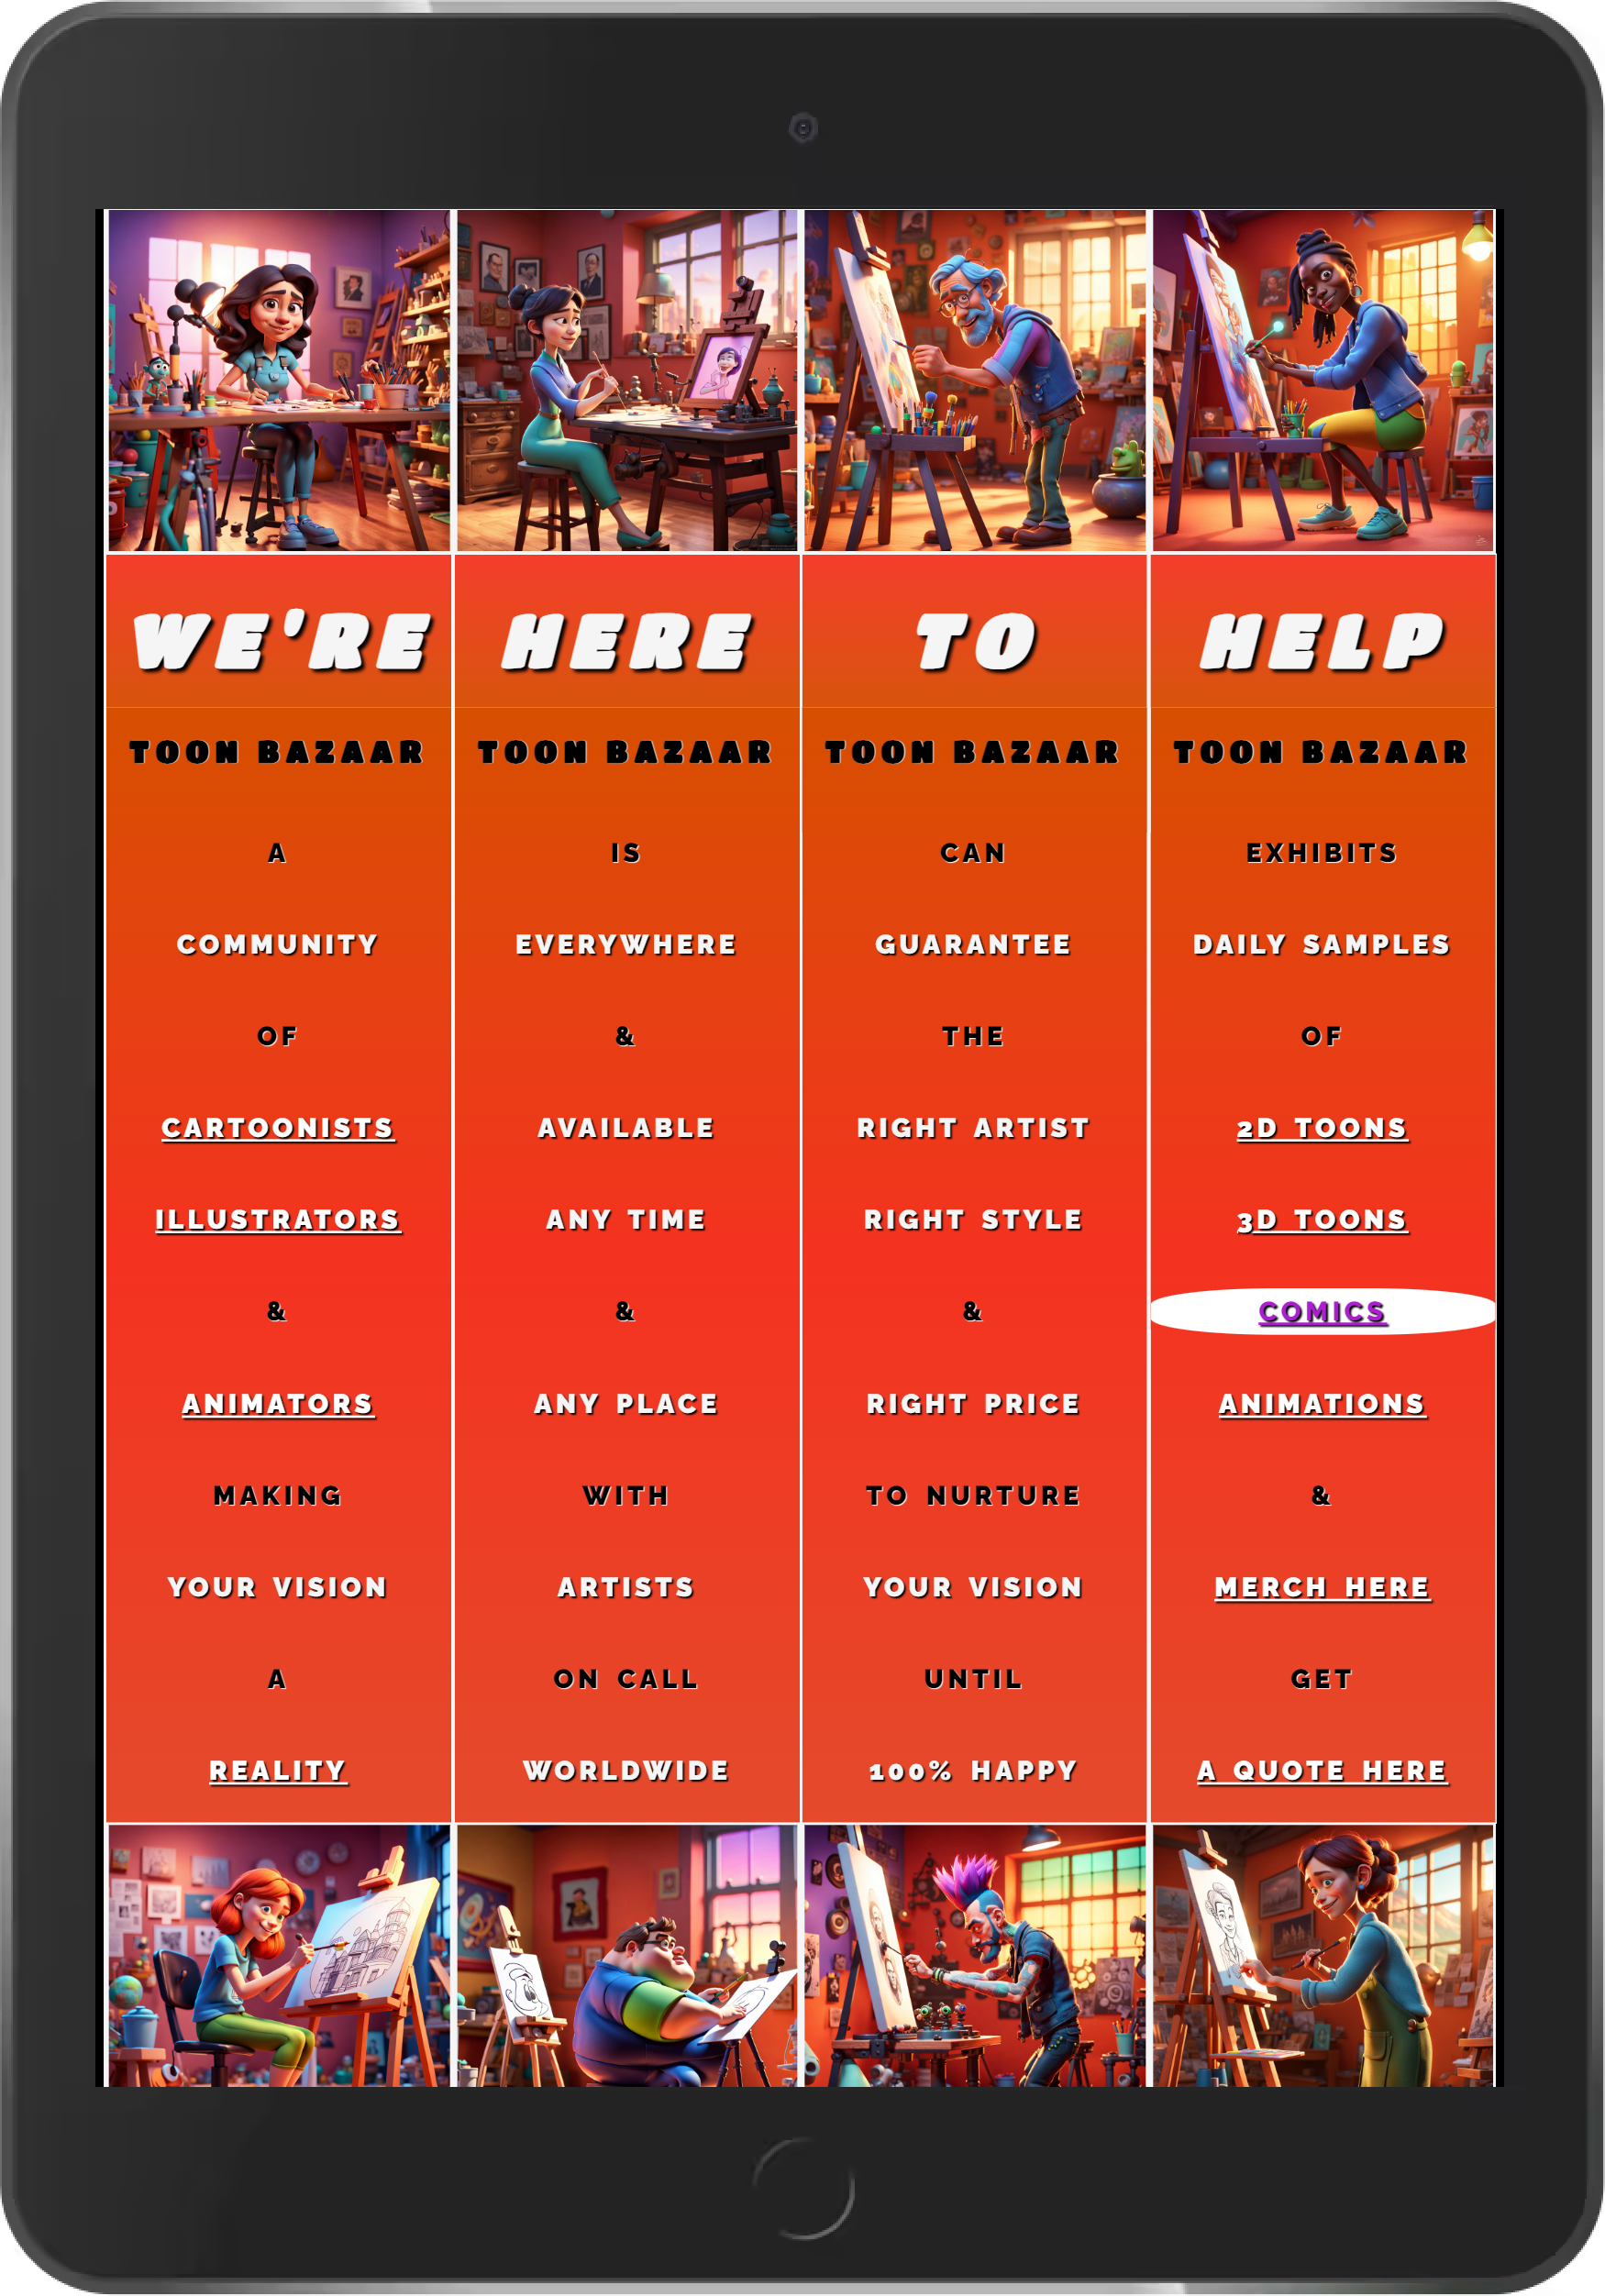 WE'RE
TOON BAZAAR
A
COMMUNITY
OF
CARTOONISTS
ILLUSTRATORS
&
ANIMATORS
MAKING
YOUR VISION
A
REALITY
HERE
TOON BAZAAR
IS
EVERYWHERE
&
AVAILABLE
ANY TIME
&
ANY PLACE
WITH
ARTISTS
ON CALL
WORLDWIDE
TO
TOON BAZAAR
CAN
GUARANTEE
THE
RIGHT ARTIST
RIGHT STYLE
&
RIGHT PRICE
TO NURTURE
YOUR VISION
UNTIL
100% HAPPY
HELP
TOON BAZAAR
EXHIBITS
DAILY SAMPLES
OF
2D TOONS
3D TOONS
COMICS
ANIMATIONS
&
MERCH HERE
GET
A QUOTE HERE